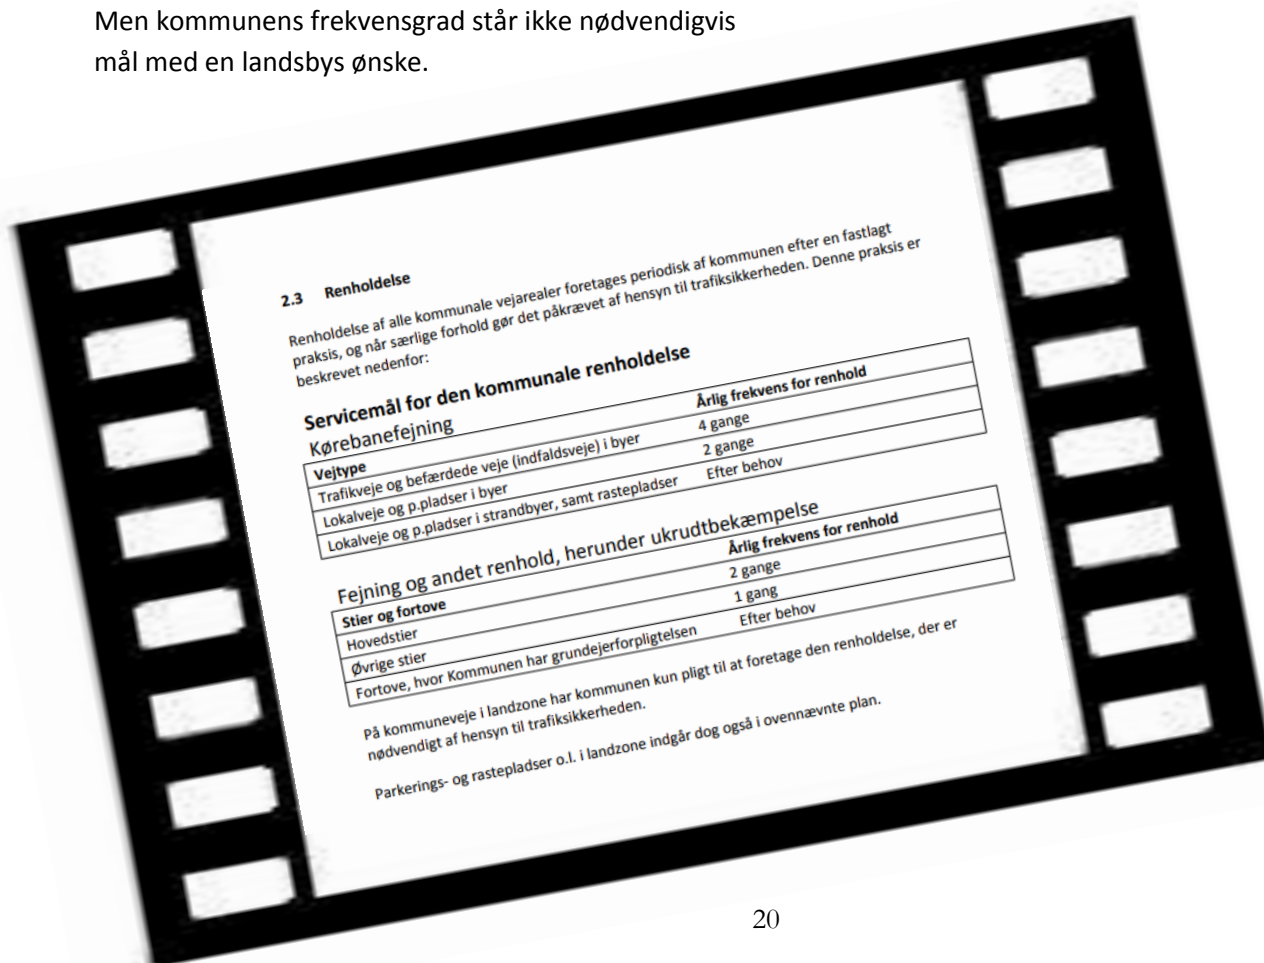 Men kommunens frekvensgrad står ikke nødvendigvis
mål med en landsbys ønske.
2.3 Renholdelse
Renholdelse af alle kommunale vejarealer foretages periodisk af kommunen efter en fastlagt
praksis, og når særlige forhold gør det påkrævet af hensyn til trafiksikkerheden. Denne praksis er
beskrevet nedenfor:
Servicemål for den kommunale renholdelse
Kørebanefejning
Vejtype Årlig frekvens for renhold
Trafikveje og befærdede veje (indfaldsveje) i byer 4 gange
Lokalveje og p.pladser i byer 2 gange
Lokalveje og p.pladser i strandbyer, samt rastepladser Efter behov
Fejning og andet renhold, herunder ukrudtbekæmpelse
Stier og fortove Årlig frekvens for renhold
Hovedstier 2 gange
Øvrige stier 1 gang
Fortove, hvor Kommunen har grundejerforpligtelsen Efter behov
På kommuneveje i landzone har kommunen kun pligt til at foretage den renholdelse, der er
nødvendigt af hensyn til trafiksikkerheden.
Parkerings- og rastepladser o.l. i landzone indgår dog også i ovennævnte plan.
20